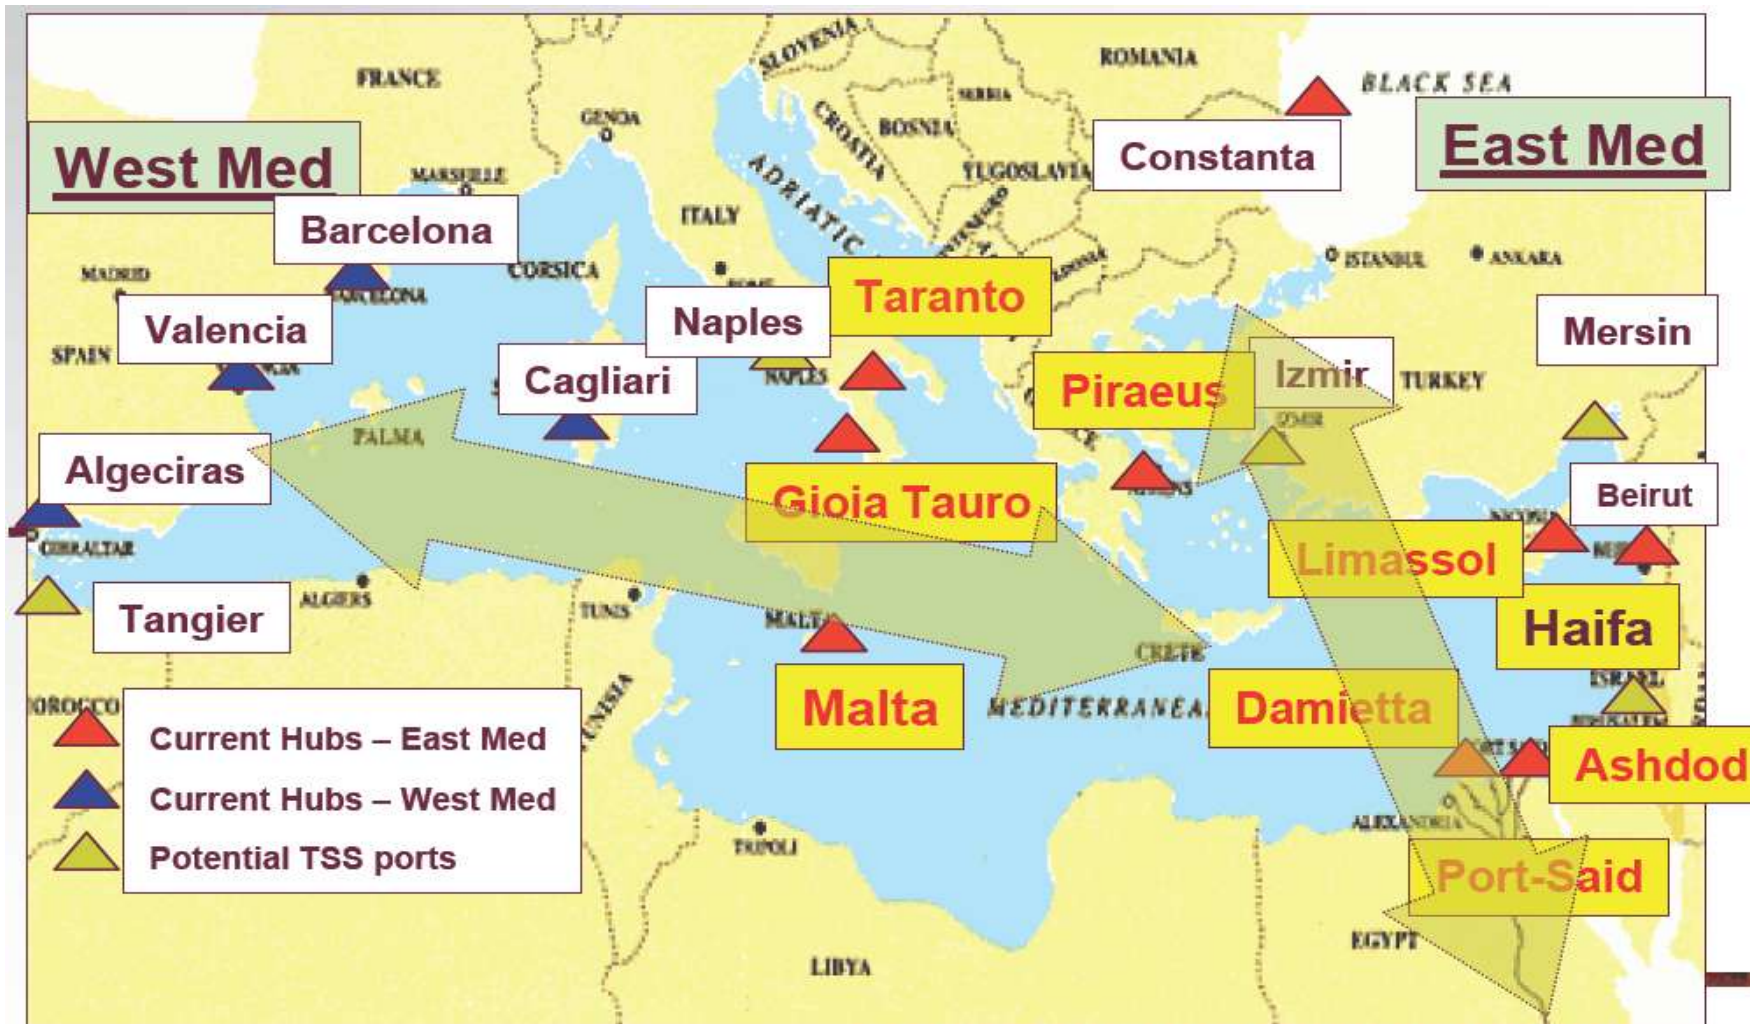 SLOVENIA
ROMANIA
FRANCE
BLACK SEA
SERBIA
GENOA
CROATIA
BOSNIA
West Med
East Med
Constanta
MARSEILLE
YUGOSLAVIA
ADRIATIC
ITALY
Barcelona
CORSICA
ISTANBUL
ANKARA
MADRID
Taranto
Naples
Valencia
Mersin
SPAIN
Cagliari
NAPLES
Piraeus
Izmir
TURKEY
PALMA
Algeciras
Gioia Tauro
Beirut
GIBRALTAR
Limassol
ALGIERS
TUNIS
Tangier
MALTA
Haifa
CRETE
ISRAEL
Malta
MEDITERRANEA
Damietta
TUNISIA
Current Hubs – East Med
Current Hubs – West Med
Potential TSS ports
Ashdod
ALEXANDRIA
TRIPOLI
Port-Said
EGYPT
LIBYA